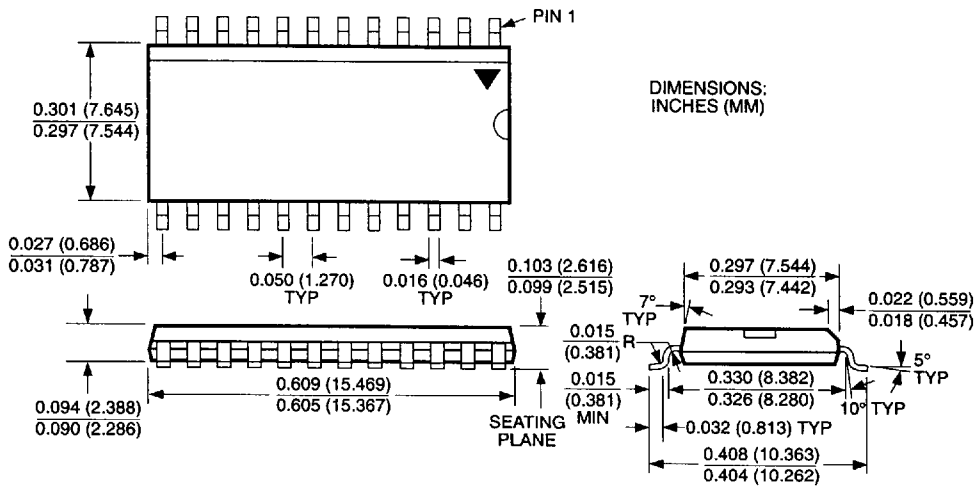 PIN 1
DIMENSIONS:
INCHES (MM)
0.301 (7.645)
0.297 (7.544)
0.027 (0.686)
0.031 (0.787)
0.050 (1.270)
TYP
0.016 (0.046)
TYP
0.103 (2.616)
0.099 (2.515)
0.297 (7.544)
0.293 (7.442)
0.022 (0.559)
0.018 (0.457)
7°
TYP
0.015
R
(0.381)
0.015
(0.381)
MIN
0.330 (8.382)
0.326 (8.280)
5°
TYP
10° TYP
0.609 (15.469)
0.605 (15.367)
0.094 (2.388)
0.090 (2.286)
SEATING
PLANE
0.032 (0.813) TYP
0.408 (10.363)
0.404 (10.262)